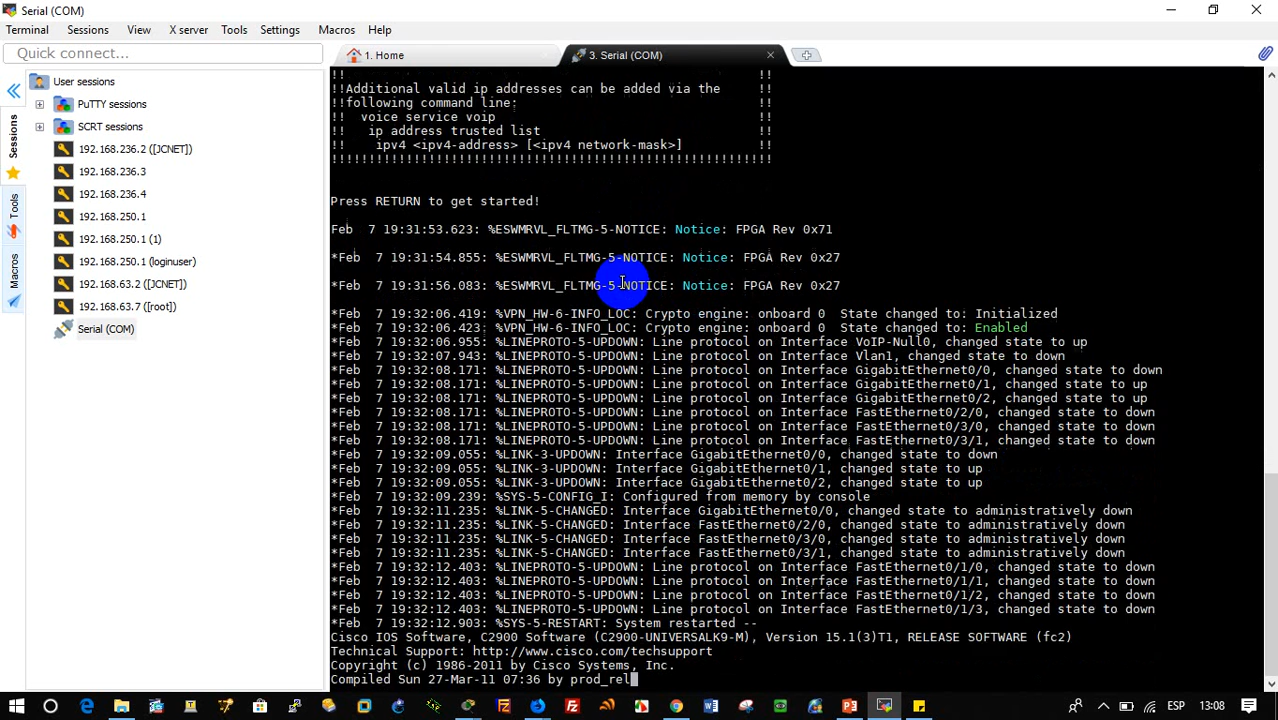 Serial (COM)
Terminal Sessions View X server Tools Settings Macros Help
Quick connect...
1. Home
3. Serial (COM)
Sessions
Tools
Macros
User sessions
PuTTY sessions
SCRT sessions
192.168.236.2 ([JCNET])
192.168.236.3
192.168.236.4
192.168.250.1
192.168.250.1 (1)
192.168.250.1 (loginuser)
192.168.63.2 ([JCNET])
192.168.63.7 ([root])
Serial (COM)
!! !!
!!Additional valid ip addresses can be added via the !!
!!following command line: !!
!! voice service voip !!
!! ip address trusted list !!
!! ipv4 <ipv4-address> [<ipv4 network-mask>] !!
!!!!!!!!!!!!!!!!!!!!!!!!!!!!!!!!!!!!!!!!!!!!!!!!!!!!!!!!!!!
Press RETURN to get started!
Feb 7 19:31:53.623: %ESWMRVL_FLTMG-5-NOTICE: Notice: FPGA Rev 0x71
*Feb 7 19:31:54.855: %ESWMRVL_FLTMG-5-NOTICE: Notice: FPGA Rev 0x27
*Feb 7 19:31:56.083: %ESWMRVL_FLTMG-5-NOTICE: Notice: FPGA Rev 0x27
*Feb 7 19:32:06.419: %VPN_HW-6-INFO_LOC: Crypto engine: onboard 0 State changed to: Initialized
*Feb 7 19:32:06.423: %VPN_HW-6-INFO_LOC: Crypto engine: onboard 0 State changed to: Enabled
*Feb 7 19:32:06.955: %LINEPROTO-5-UPDOWN: Line protocol on Interface VoIP-Null0, changed state to up
*Feb 7 19:32:07.943: %LINEPROTO-5-UPDOWN: Line protocol on Interface Vlan1, changed state to down
*Feb 7 19:32:08.171: %LINEPROTO-5-UPDOWN: Line protocol on Interface GigabitEthernet0/0, changed state to down
*Feb 7 19:32:08.171: %LINEPROTO-5-UPDOWN: Line protocol on Interface GigabitEthernet0/1, changed state to up
*Feb 7 19:32:08.171: %LINEPROTO-5-UPDOWN: Line protocol on Interface GigabitEthernet0/2, changed state to up
*Feb 7 19:32:08.171: %LINEPROTO-5-UPDOWN: Line protocol on Interface FastEthernet0/2/0, changed state to down
*Feb 7 19:32:08.171: %LINEPROTO-5-UPDOWN: Line protocol on Interface FastEthernet0/3/0, changed state to down
*Feb 7 19:32:08.171: %LINEPROTO-5-UPDOWN: Line protocol on Interface FastEthernet0/3/1, changed state to down
*Feb 7 19:32:09.055: %LINK-3-UPDOWN: Interface GigabitEthernet0/0, changed state to down
*Feb 7 19:32:09.055: %LINK-3-UPDOWN: Interface GigabitEthernet0/1, changed state to up
*Feb 7 19:32:09.055: %LINK-3-UPDOWN: Interface GigabitEthernet0/2, changed state to up
*Feb 7 19:32:09.239: %SYS-5-CONFIG_I: Configured from memory by console
*Feb 7 19:32:11.235: %LINK-5-CHANGED: Interface GigabitEthernet0/0, changed state to administratively down
*Feb 7 19:32:11.235: %LINK-5-CHANGED: Interface FastEthernet0/2/0, changed state to administratively down
*Feb 7 19:32:11.235: %LINK-5-CHANGED: Interface FastEthernet0/3/0, changed state to administratively down
*Feb 7 19:32:11.235: %LINK-5-CHANGED: Interface FastEthernet0/3/1, changed state to administratively down
*Feb 7 19:32:12.403: %LINEPROTO-5-UPDOWN: Line protocol on Interface FastEthernet0/1/0, changed state to down
*Feb 7 19:32:12.403: %LINEPROTO-5-UPDOWN: Line protocol on Interface FastEthernet0/1/1, changed state to down
*Feb 7 19:32:12.403: %LINEPROTO-5-UPDOWN: Line protocol on Interface FastEthernet0/1/2, changed state to down
*Feb 7 19:32:12.403: %LINEPROTO-5-UPDOWN: Line protocol on Interface FastEthernet0/1/3, changed state to down
*Feb 7 19:32:12.903: %SYS-5-RESTART: System restarted --
Cisco IOS Software, C2900 Software (C2900-UNIVERSALK9-M), Version 15.1(3)T1, RELEASE SOFTWARE (fc2)
Technical Support: http://www.cisco.com/techsupport
Copyright (c) 1986-2011 by Cisco Systems, Inc.
Compiled Sun 27-Mar-11 07:36 by prod_rel
ESP 13:08